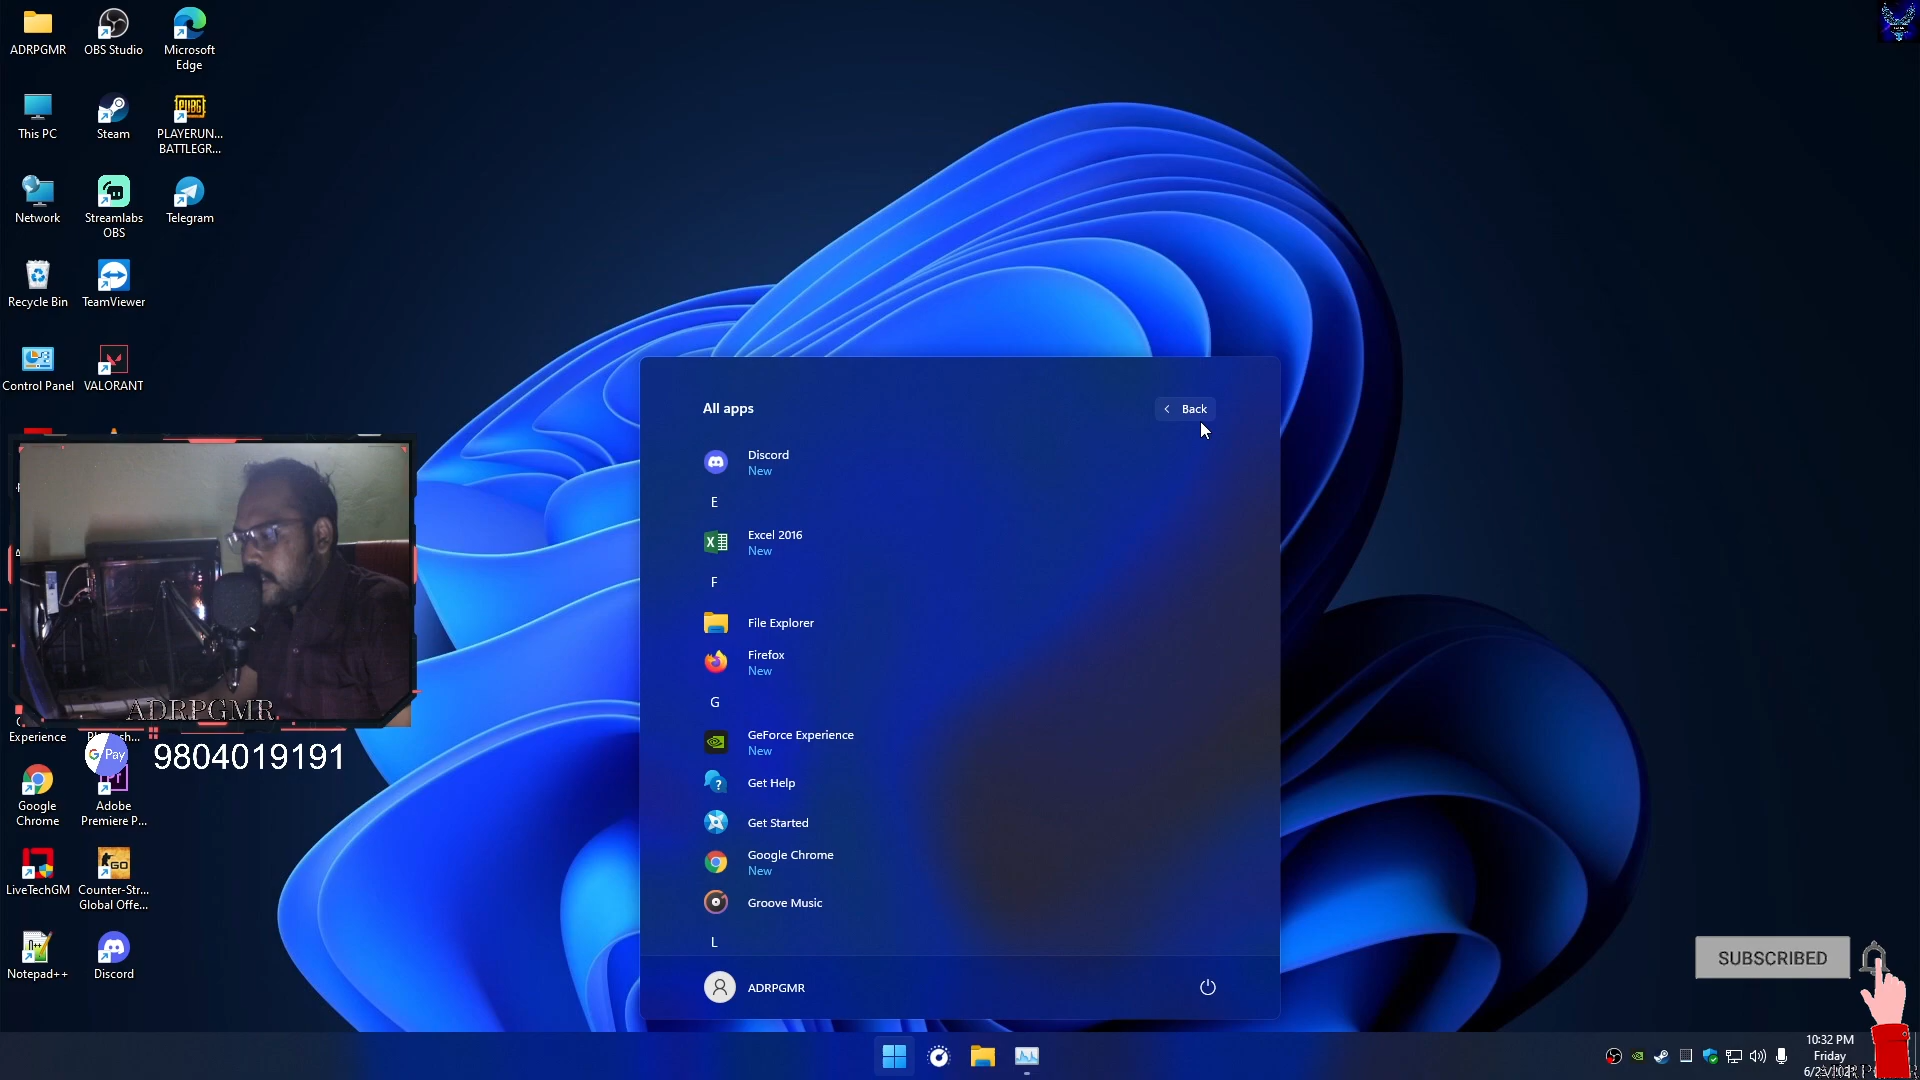 ADRPGMR
OBS Studio
Microsoft
Edge
This PC
Steam
PUBG
PLAYERUN...
BATTLEGR...
Network
Streamlabs
OBS
Telegram
Recycle Bin
TeamViewer
Control Panel
VALORANT
ADRPGMR
Experience
G Pay
9804019191
Google
Chrome
Adobe
Premiere P...
LiveTechGM
Counter-Str...
Global Offe...
Notepad++
Discord
All apps
Back
Discord
New
E
Excel 2016
New
F
File Explorer
Firefox
New
G
GeForce Experience
New
Get Help
Get Started
Google Chrome
New
Groove Music
L
ADRPGMR
SUBSCRIBED
10:32 PM
Friday